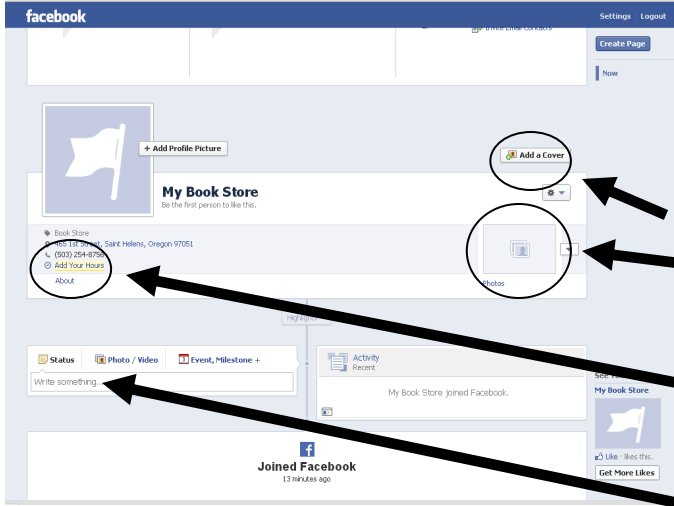 facebook
Settings Logout
Invite Email Contacts
Create Page
Now
+ Add Profile Picture
Add a Cover
My Book Store
Be the first person to like this.
Book Store
465 1st Street, Saint Helens, Oregon 97051
(503) 254-8756
Add Your Hours
About
Photos
Highlights
Status Photo / Video Event, Milestone +
Write something...
Activity
Recent
My Book Store joined Facebook.
Joined Facebook
13 minutes ago
My Book Store
Like · likes this.
Get More Likes